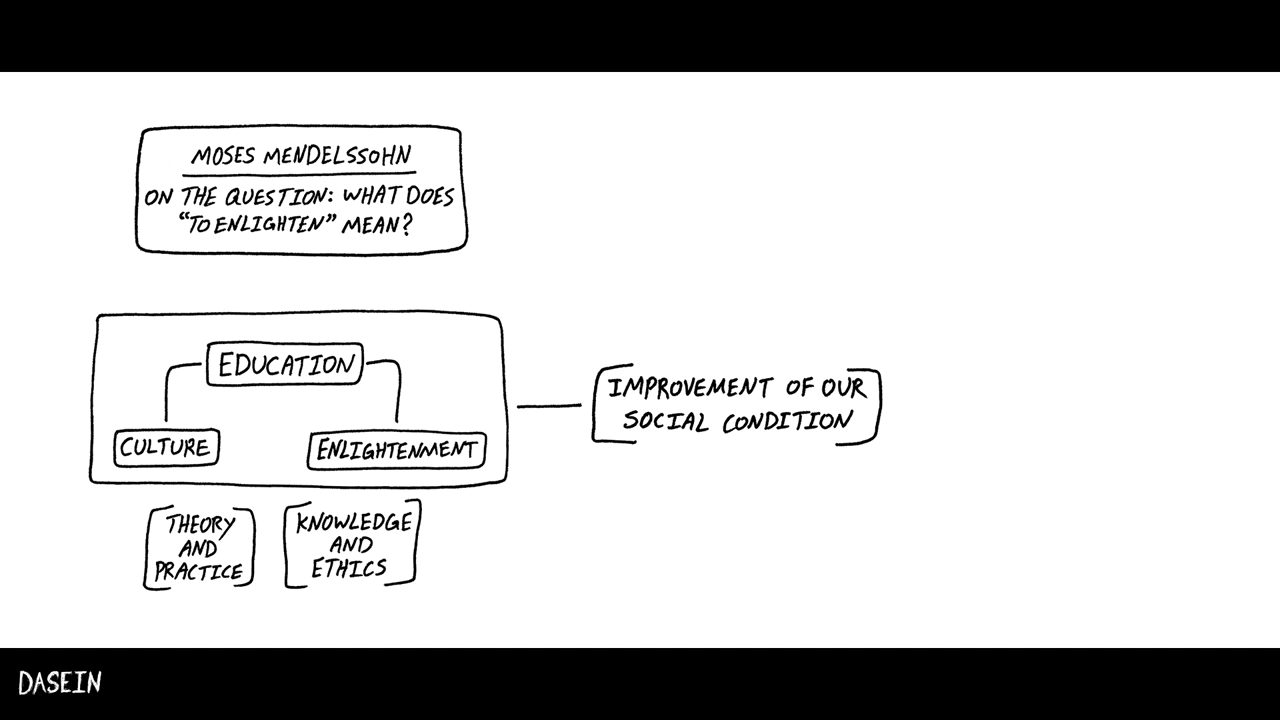 MOSES MENDELSSOHN
ON THE QUESTION: WHAT DOES
“TO ENLIGHTEN” MEAN?
EDUCATION
CULTURE
ENLIGHTENMENT
IMPROVEMENT OF OUR
SOCIAL CONDITION
THEORY
AND
PRACTICE
KNOWLEDGE
AND
ETHICS
DASEIN